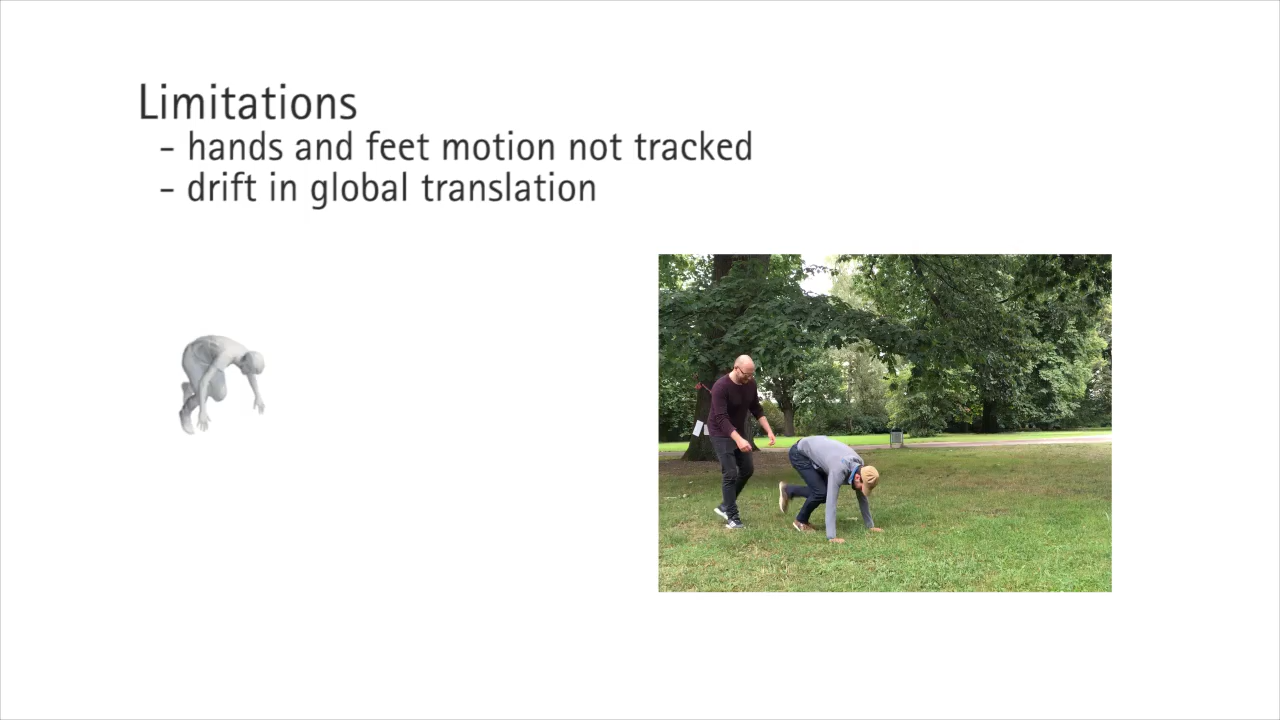 Limitations
- hands and feet motion not tracked
- drift in global translation